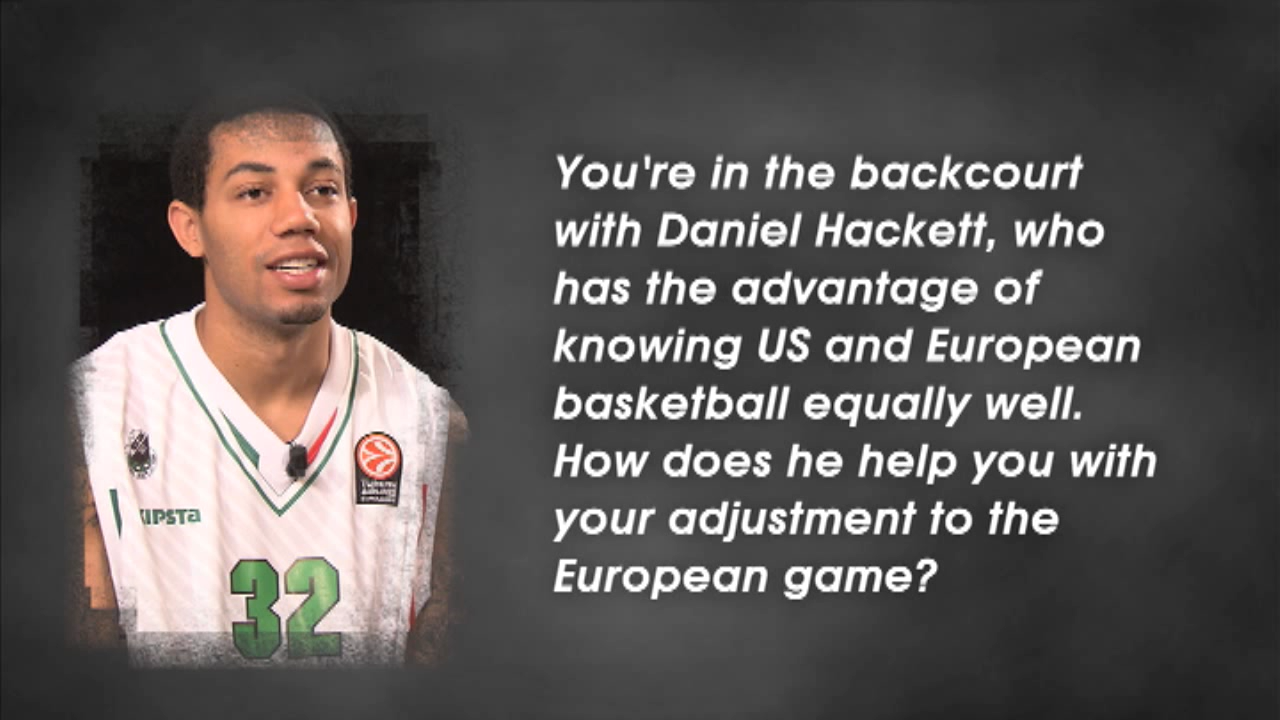 You're in the backcourt
with Daniel Hackett, who
has the advantage of
knowing US and European
basketball equally well.
How does he help you with
your adjustment to the
European game?
KIPSTA
32